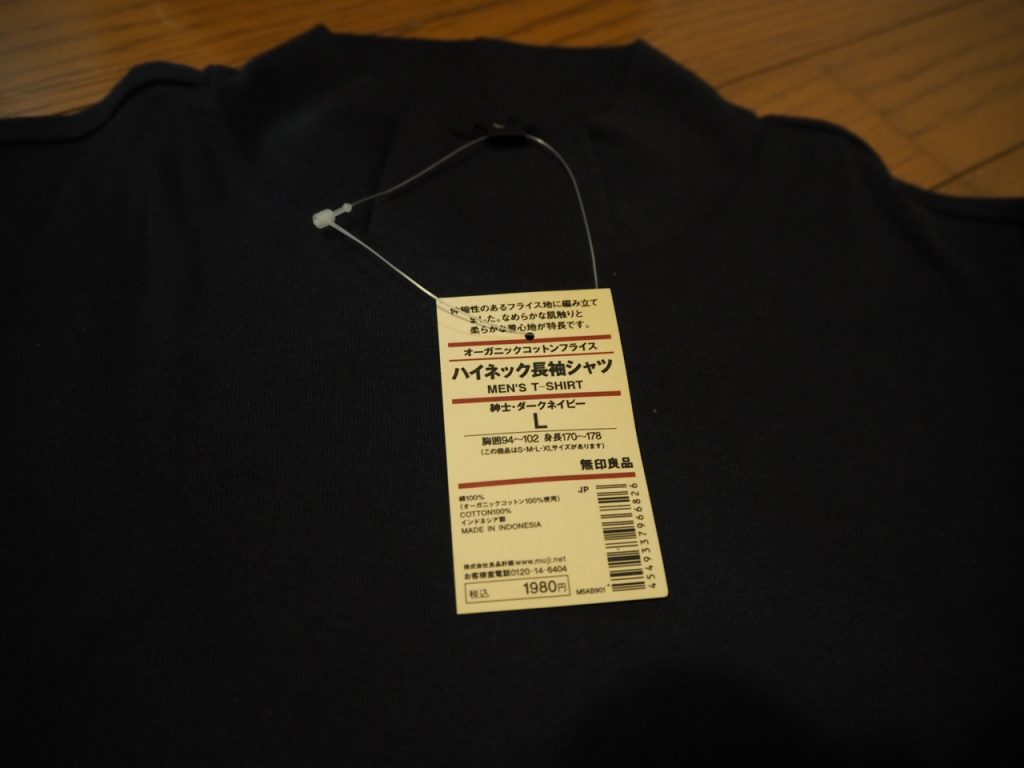 伸縮性のあるフライス地に編み立て
ました。なめらかな肌触りと
柔らかな着心地が特長です。
オーガニックコットンフライス
ハイネック長袖シャツ
MEN'S T-SHIRT
紳士・ダークネイビー
L
胸囲94～102 身長170～178
(この商品はS・M・L・XLサイズがあります)
無印良品
JP
綿100%
(オーガニックコットン100%使用)
COTTON100%
インドネシア製
MADE IN INDONESIA
株式会社良品計画 www.muji.net
お客様室電話0120-14-6404
税込 1980円
M5AB901
4549337966826